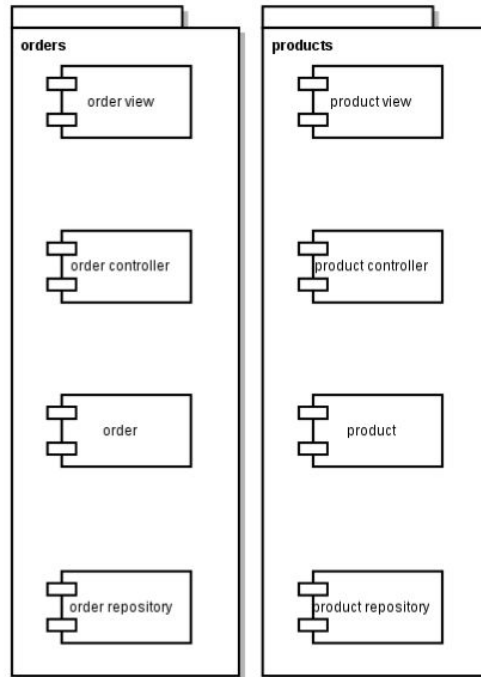 orders
order view
order controller
order
order repository
products
product view
product controller
product
product repository